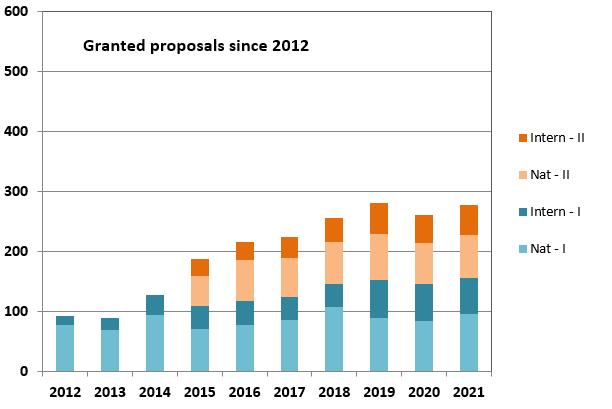 Granted proposals since 2012
600
500
400
300
200
100
0
2012 2013 2014 2015 2016 2017 2018 2019 2020 2021
Intern - II
Nat - II
Intern - I
Nat - I